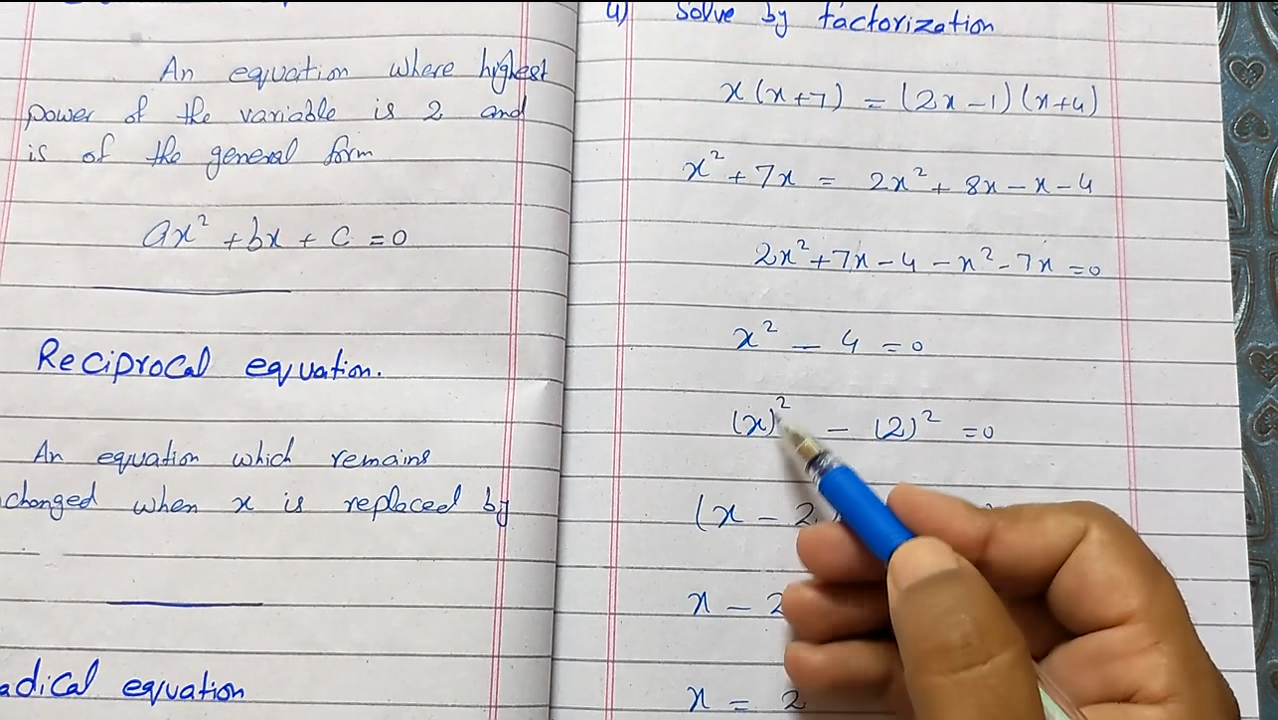 An equation where highest
power of the variable is 2 and
is of the general form
ax² + bx + c = 0
Reciprocal equation.
An equation which remains
changed when x is replaced by
adical equation
4) Solve by factorization
x(x+7) = (2x-1)(x+4)
x² + 7x = 2x² + 8x - x - 4
2x² + 7x - 4 - x² - 7x = 0
x² - 4 = 0
(x)² - (2)² = 0
(x - 2)
x - 2
x = 2